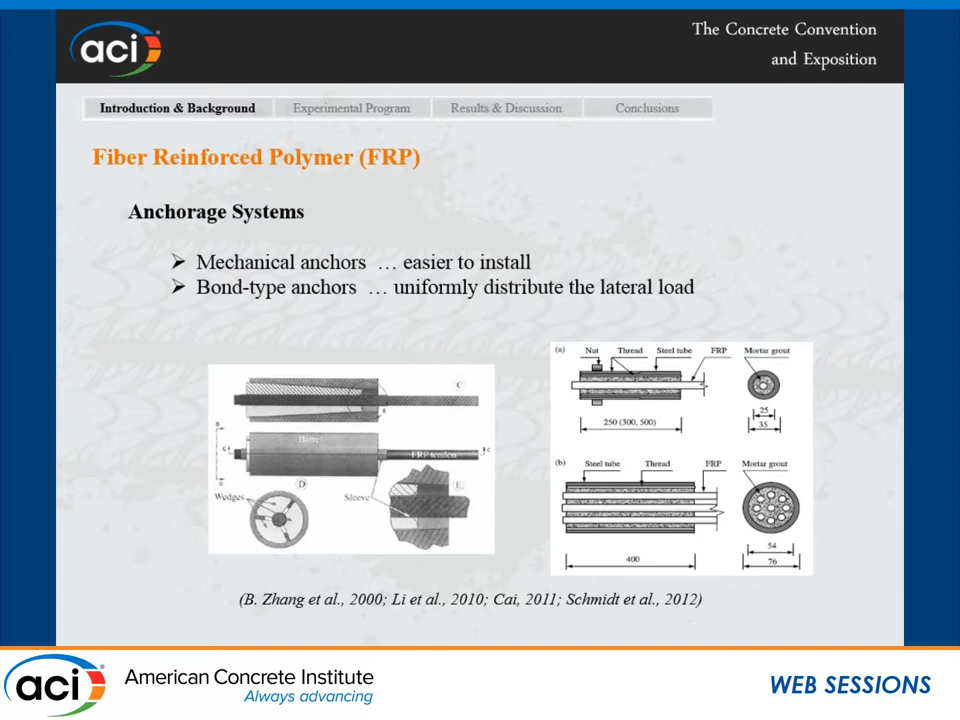 aci
The Concrete Convention
and Exposition
Introduction & Background
Experimental Program
Results & Discussion
Conclusions
Fiber Reinforced Polymer (FRP)
Anchorage Systems
➢ Mechanical anchors … easier to install
➢ Bond-type anchors … uniformly distribute the lateral load
C
Barrel
FRP tendon
D
E
Wedges
Sleeve
(a) Nut Thread Steel tube FRP Mortar grout
250 (300, 500)
25
35
(b) Steel tube Thread FRP Mortar grout
400
54
76
(B. Zhang et al., 2000; Li et al., 2010; Cai, 2011; Schmidt et al., 2012)
aci
American Concrete Institute
Always advancing
WEB SESSIONS